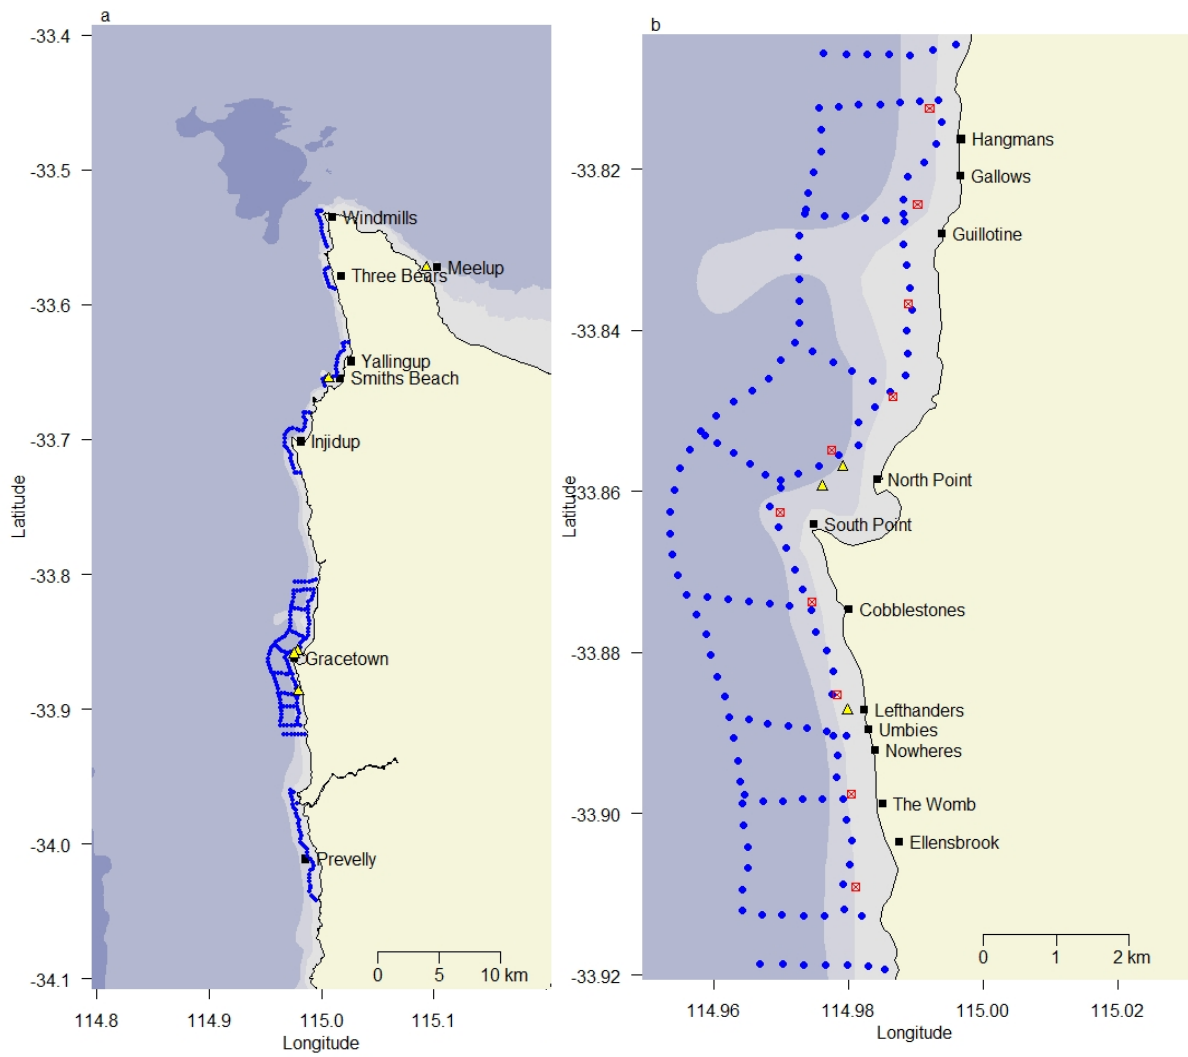 a
-33.4
-33.5
-33.6
-33.7
-33.8
-33.9
-34.0
-34.1
Latitude
Windmills
Meelup
Three Bears
Yallingup
Smiths Beach
Injidup
Gracetown
Prevelly
0 5 10 km
114.8 114.9 115.0 115.1
Longitude
b
-33.82
-33.84
-33.86
-33.88
-33.90
-33.92
Latitude
Hangmans
Gallows
Guillotine
North Point
South Point
Cobblestones
Lefthanders
Umbies
Nowheres
The Womb
Ellensbrook
0 1 2 km
114.96 114.98 115.00 115.02
Longitude